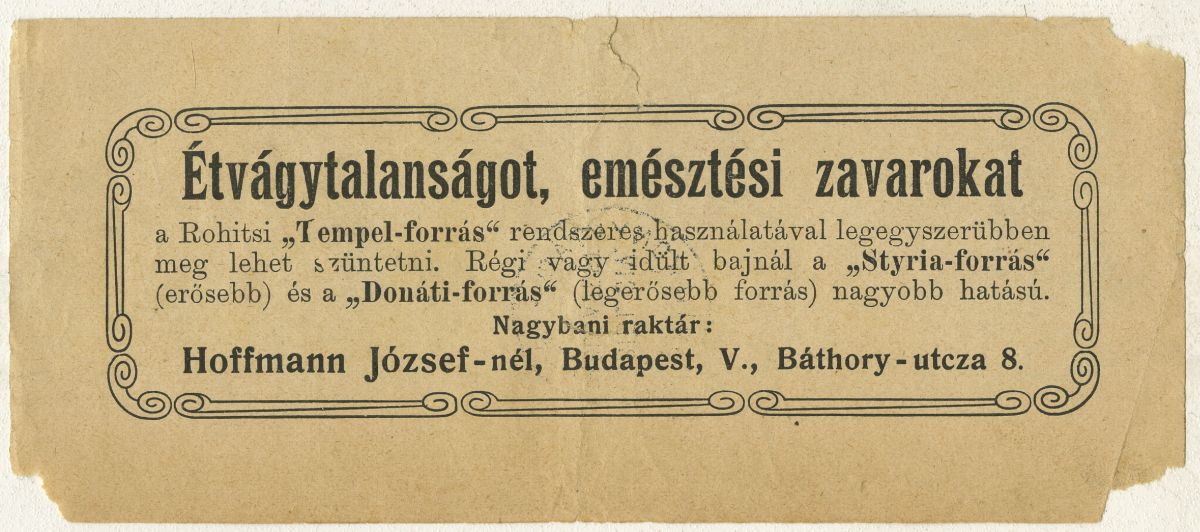 Étvágytalanságot, emésztési zavarokat
a Rohitsi „Tempel-forrás“ rendszeres használatával legegyszerübben
meg lehet szüntetni. Régi vagy idült bajnál a „Styria-forrás“
(erősebb) és a „Donáti-forrás“ (legerősebb forrás) nagyobb hatású.
Nagybani raktár:
Hoffmann József-nél, Budapest, V., Báthory-utcza 8.